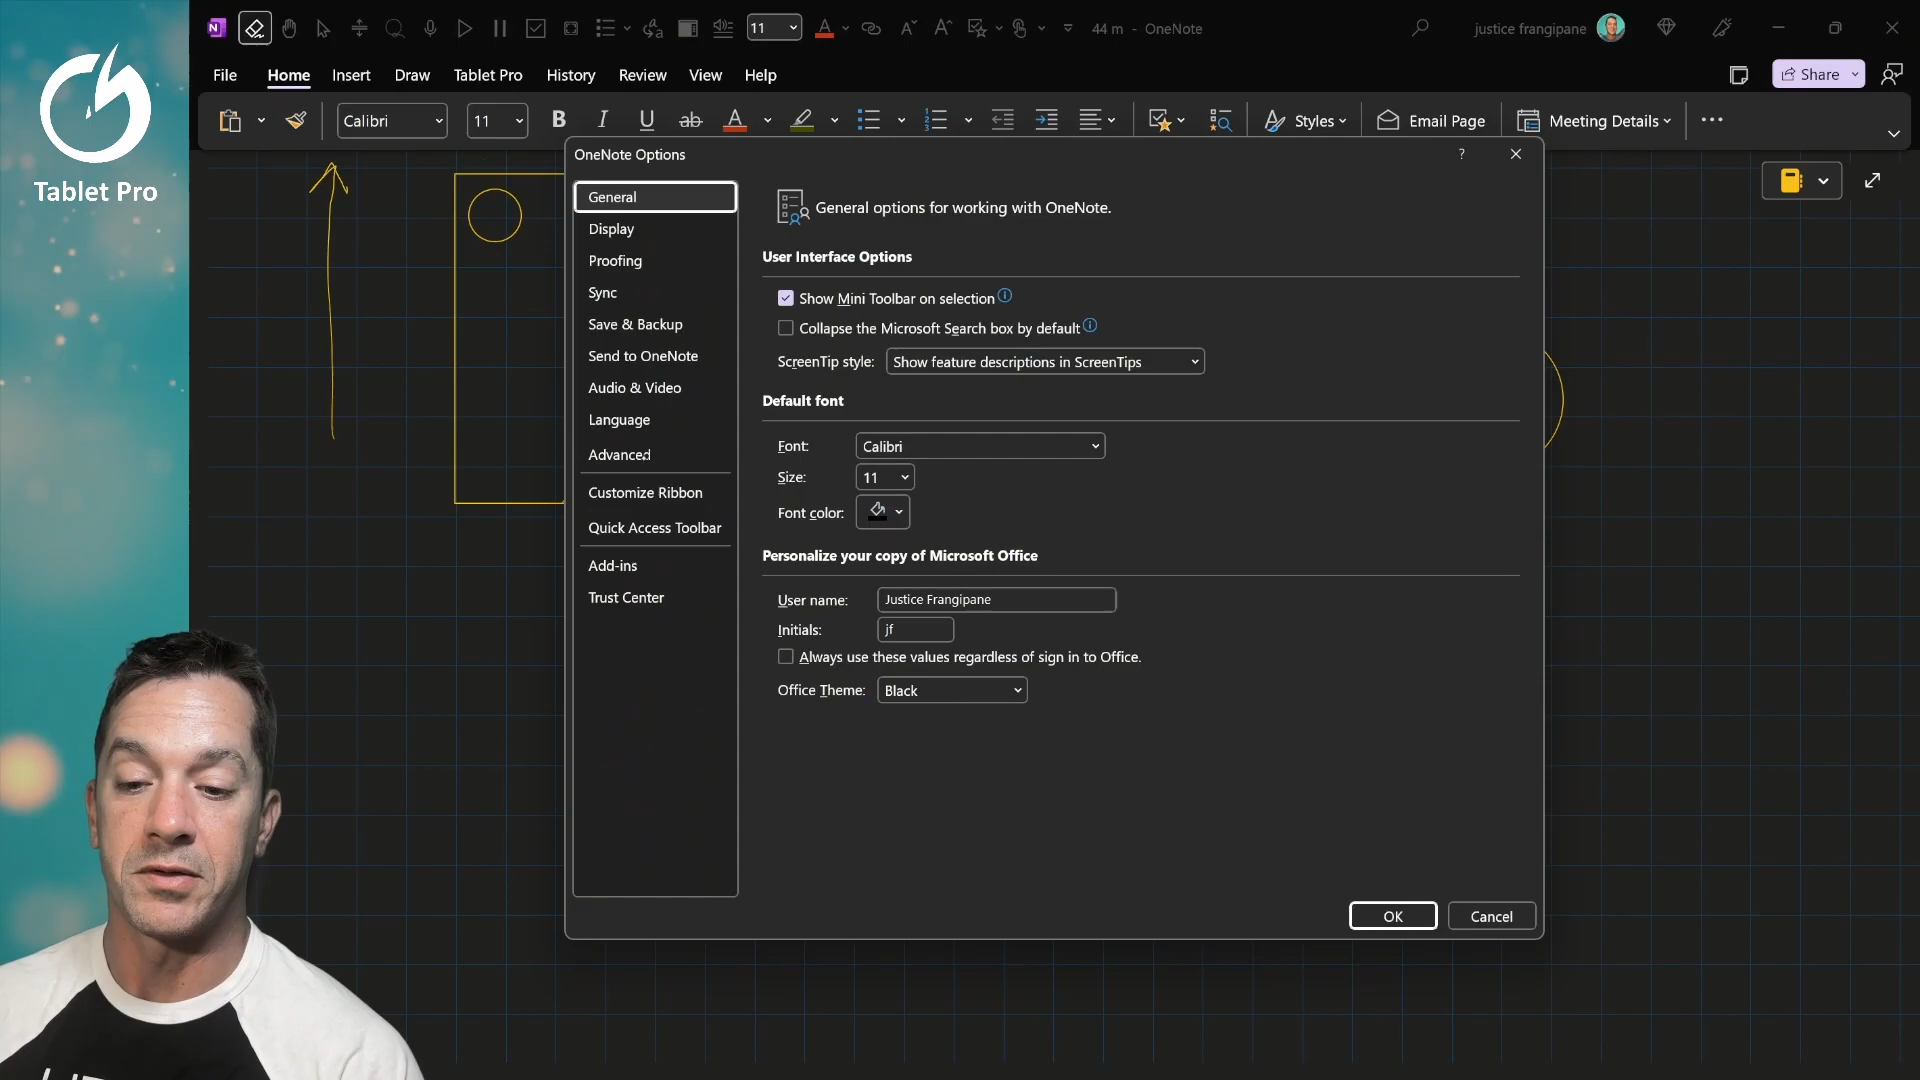 11
A
44 m - OneNote
justice frangipane
File
Home
Insert
Draw
Tablet Pro
History
Review
View
Help
Share
Calibri
11
B
I
U
ab
A
Styles
Email Page
Meeting Details
Tablet Pro
OneNote Options
?
General
Display
Proofing
Sync
Save & Backup
Send to OneNote
Audio & Video
Language
Advanced
Customize Ribbon
Quick Access Toolbar
Add-ins
Trust Center
General options for working with OneNote.
User Interface Options
Show Mini Toolbar on selection
Collapse the Microsoft Search box by default
ScreenTip style: Show feature descriptions in ScreenTips
Default font
Font: Calibri
Size: 11
Font color:
Personalize your copy of Microsoft Office
User name: Justice Frangipane
Initials: jf
Always use these values regardless of sign in to Office.
Office Theme: Black
OK
Cancel